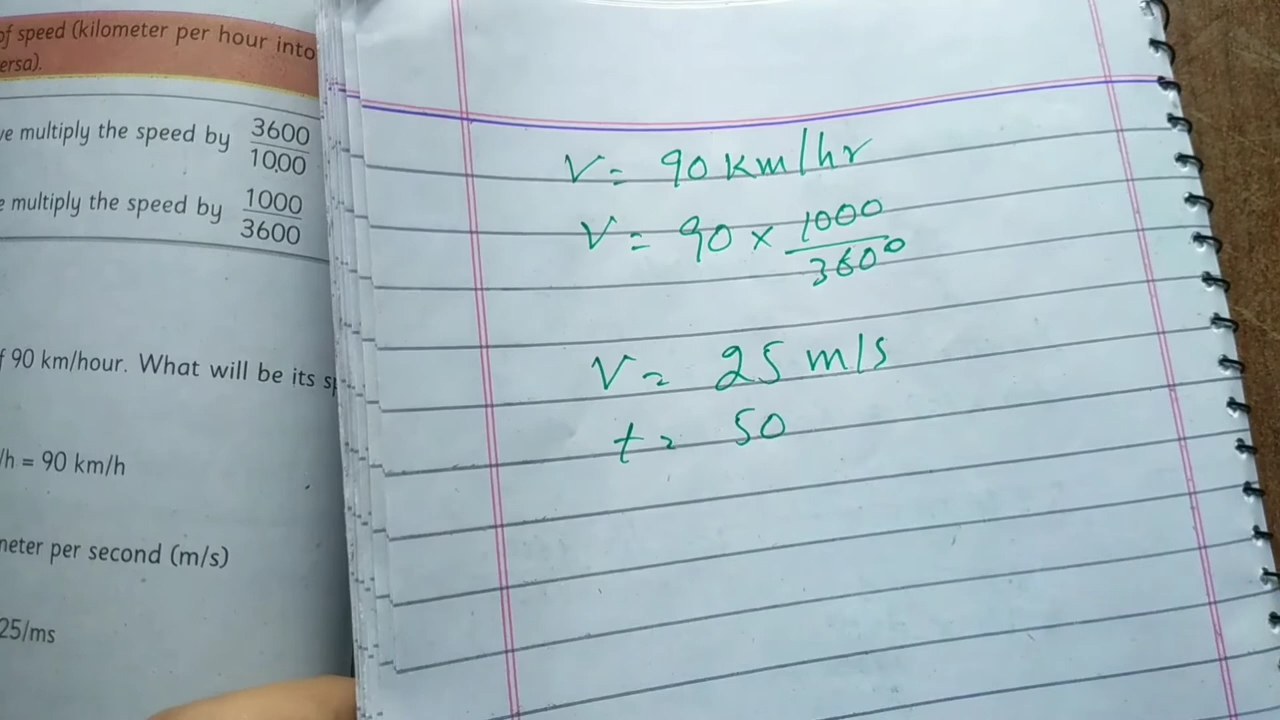 of speed (kilometer per hour into
ersa).
ve multiply the speed by 3600
1000
e multiply the speed by 1000
3600
f 90 km/hour. What will be its sp
/h = 90 km/h
neter per second (m/s)
25/ms
V = 90 km/hr
V = 90 × 1000
3600
V = 25 m/s
t = 50